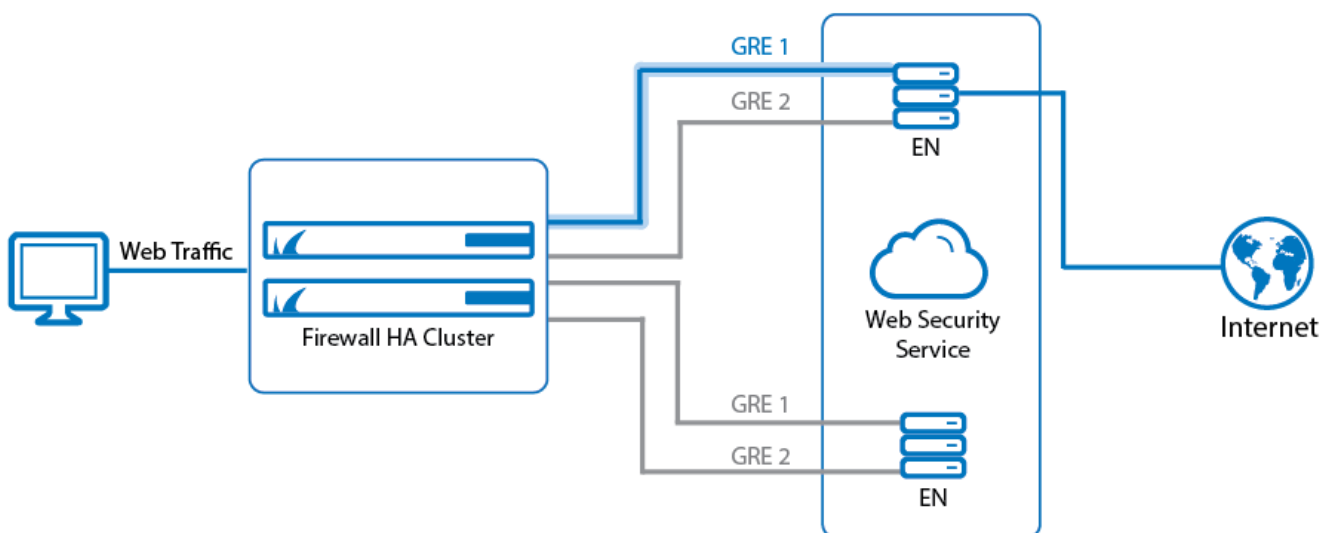 GRE 1
GRE 2
EN
Web Traffic
Firewall HA Cluster
Web Security
Service
Internet
GRE 1
GRE 2
EN